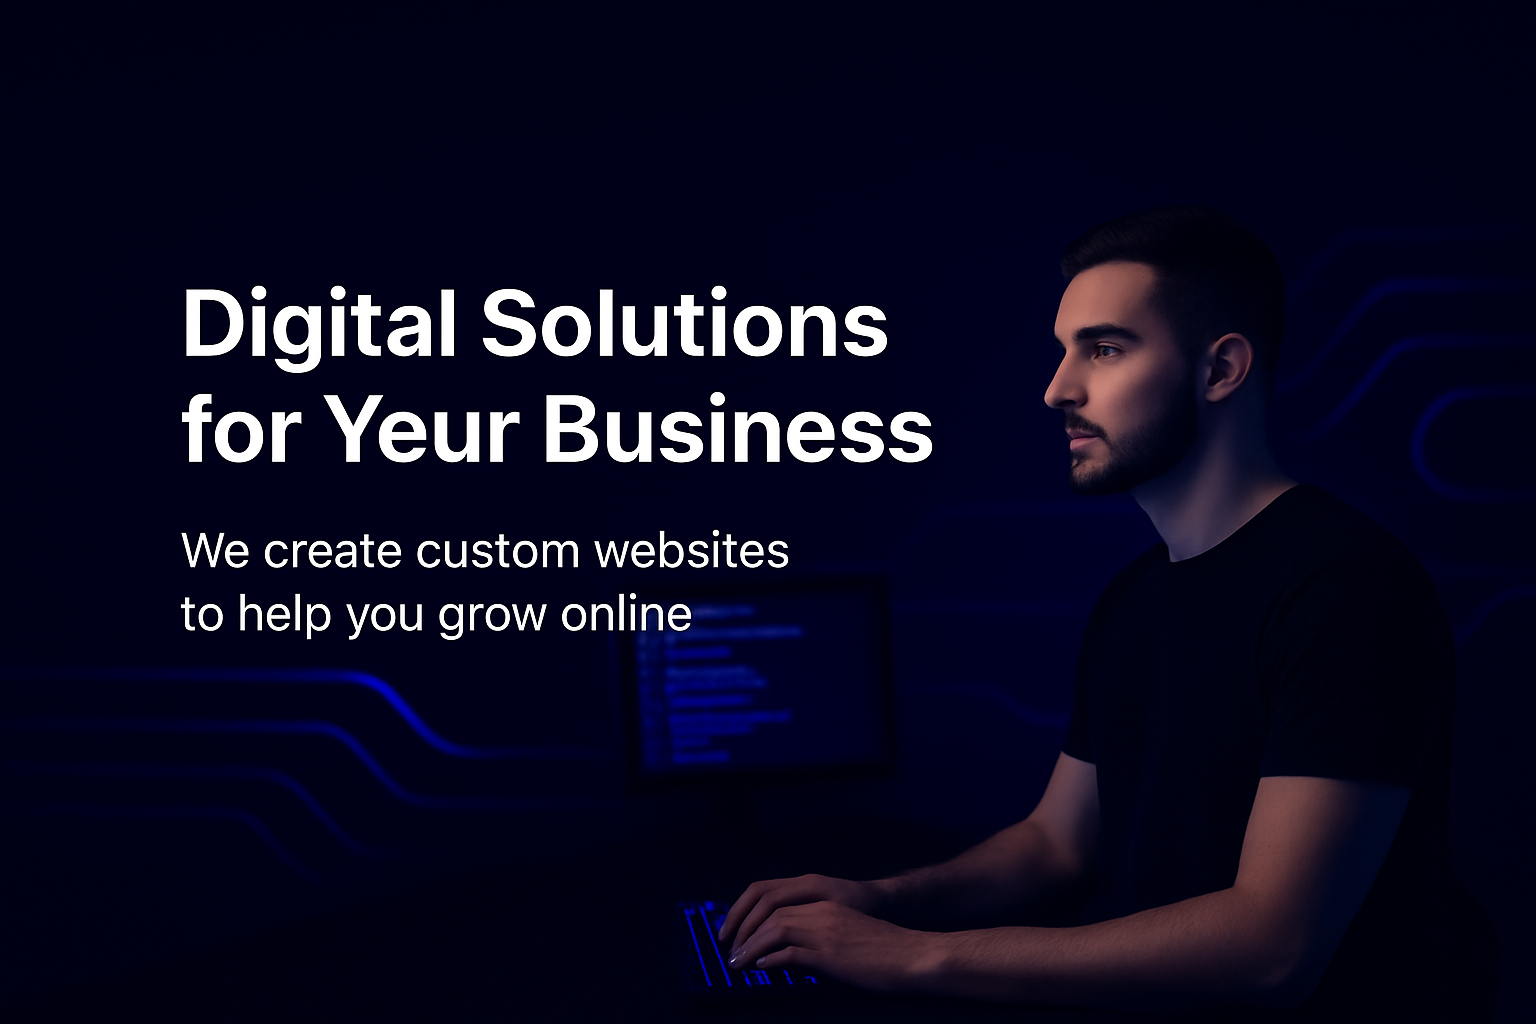 Digital Solutions
for Yeur Business
We create custom websites
to help you grow online